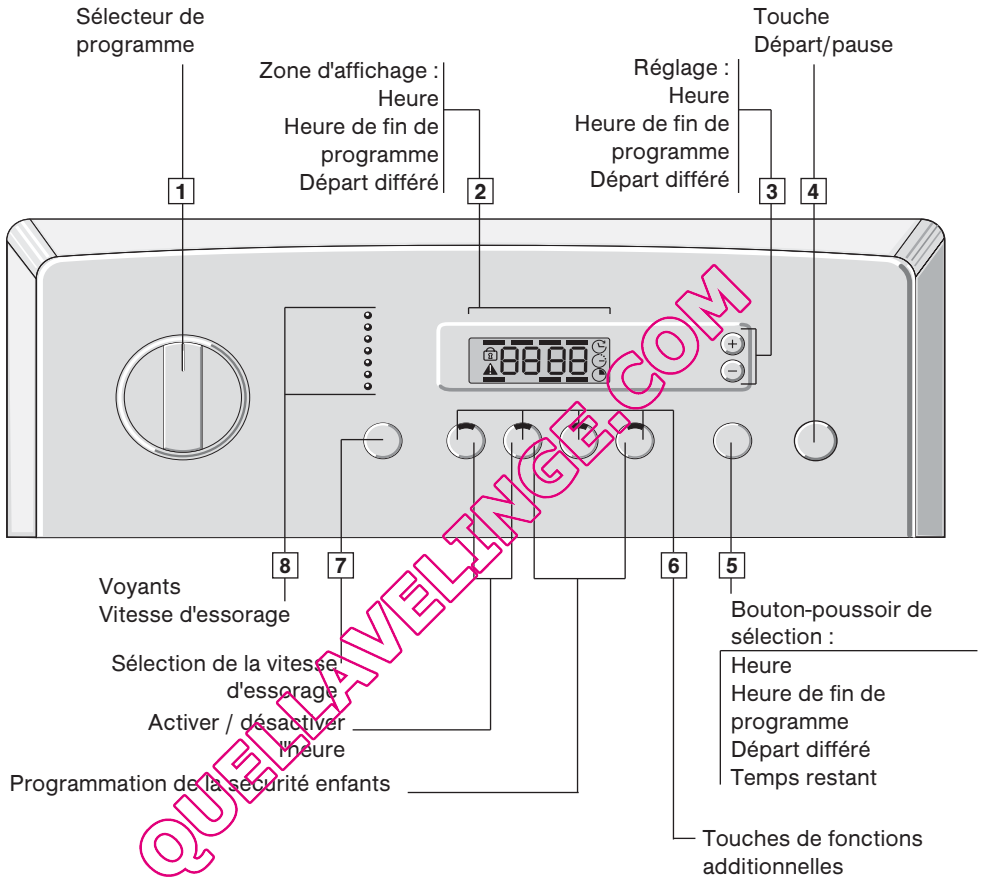 Sélecteur de
programme
Touche
Départ/pause
Zone d'affichage :
Heure
Heure de fin de
programme
Départ différé
Réglage :
Heure
Heure de fin de
programme
Départ différé
1
2
3
4
88:88
+
−
8
7
6
5
Voyants
Vitesse d'essorage
Sélection de la vitesse
d'essorage
Activer / désactiver
l'heure
Programmation de la sécurité enfants
Bouton-poussoir de
sélection :
Heure
Heure de fin de
programme
Départ différé
Temps restant
Touches de fonctions
additionnelles
QUELLAVELINGE.COM